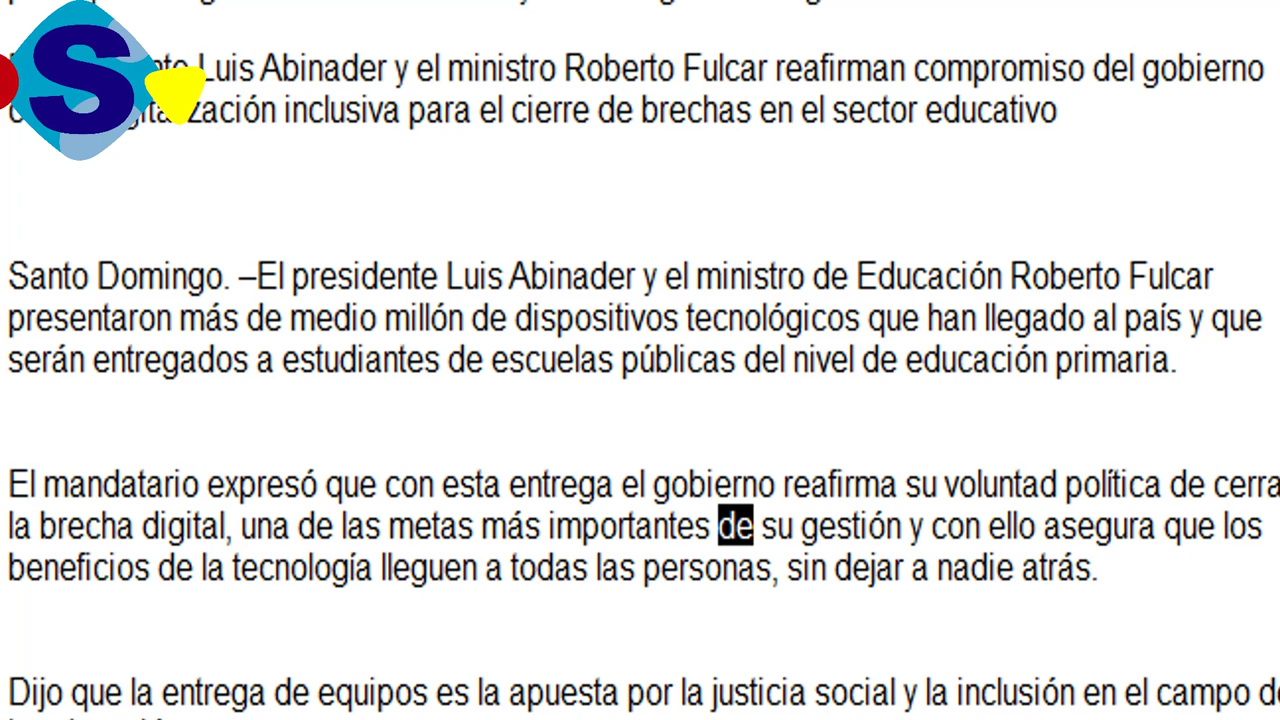 S
Luis Abinader y el ministro Roberto Fulcar reafirman compromiso del gobierno
inclusiva para el cierre de brechas en el sector educativo
Santo Domingo. –El presidente Luis Abinader y el ministro de Educación Roberto Fulcar
presentaron más de medio millón de dispositivos tecnológicos que han llegado al país y que
serán entregados a estudiantes de escuelas públicas del nivel de educación primaria.
El mandatario expresó que con esta entrega el gobierno reafirma su voluntad política de cerra
la brecha digital, una de las metas más importantes de su gestión y con ello asegura que los
beneficios de la tecnología lleguen a todas las personas, sin dejar a nadie atrás.
Dijo que la entrega de equipos es la apuesta por la justicia social y la inclusión en el campo de